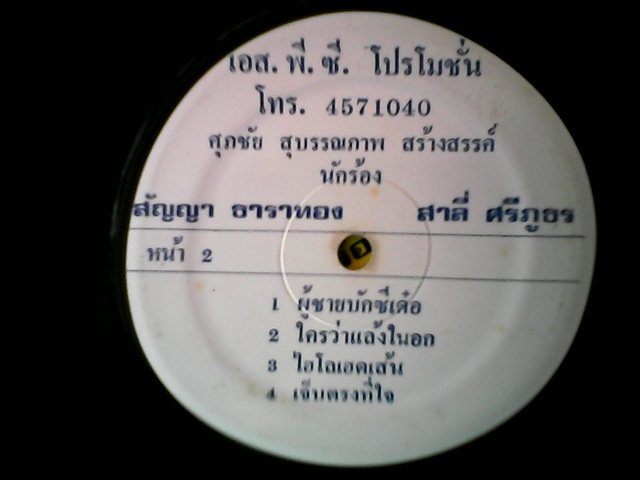 เอส. พี. ซี. โปรโมชั่น
โทร. 4571040
ศุภชัย สุบรรณภาพ สร้างสรรค์
นักร้อง
สัญญา ธาราทอง สาลี่ ศรีภูธร
หน้า 2
1 ผู้ชายบักซีเด๋อ
2 ใครว่าแล้งในอก
3 ไฮโลเฮดเส้น
4 เจ็บตรงที่ใจ